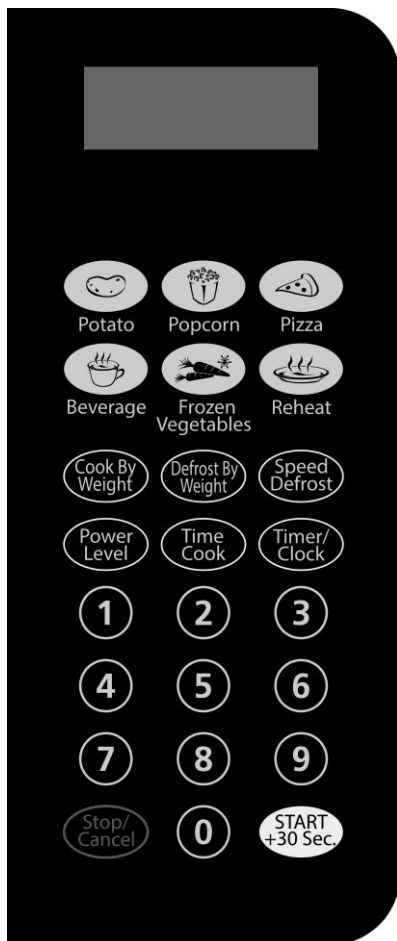 Potato Popcorn Pizza
Beverage Frozen Reheat
Vegetables
Cook By Defrost By Speed
Weight Weight Defrost
Power Time Timer/
Level Cook Clock
1 2 3
4 5 6
7 8 9
Stop/ 0 START
Cancel +30 Sec.